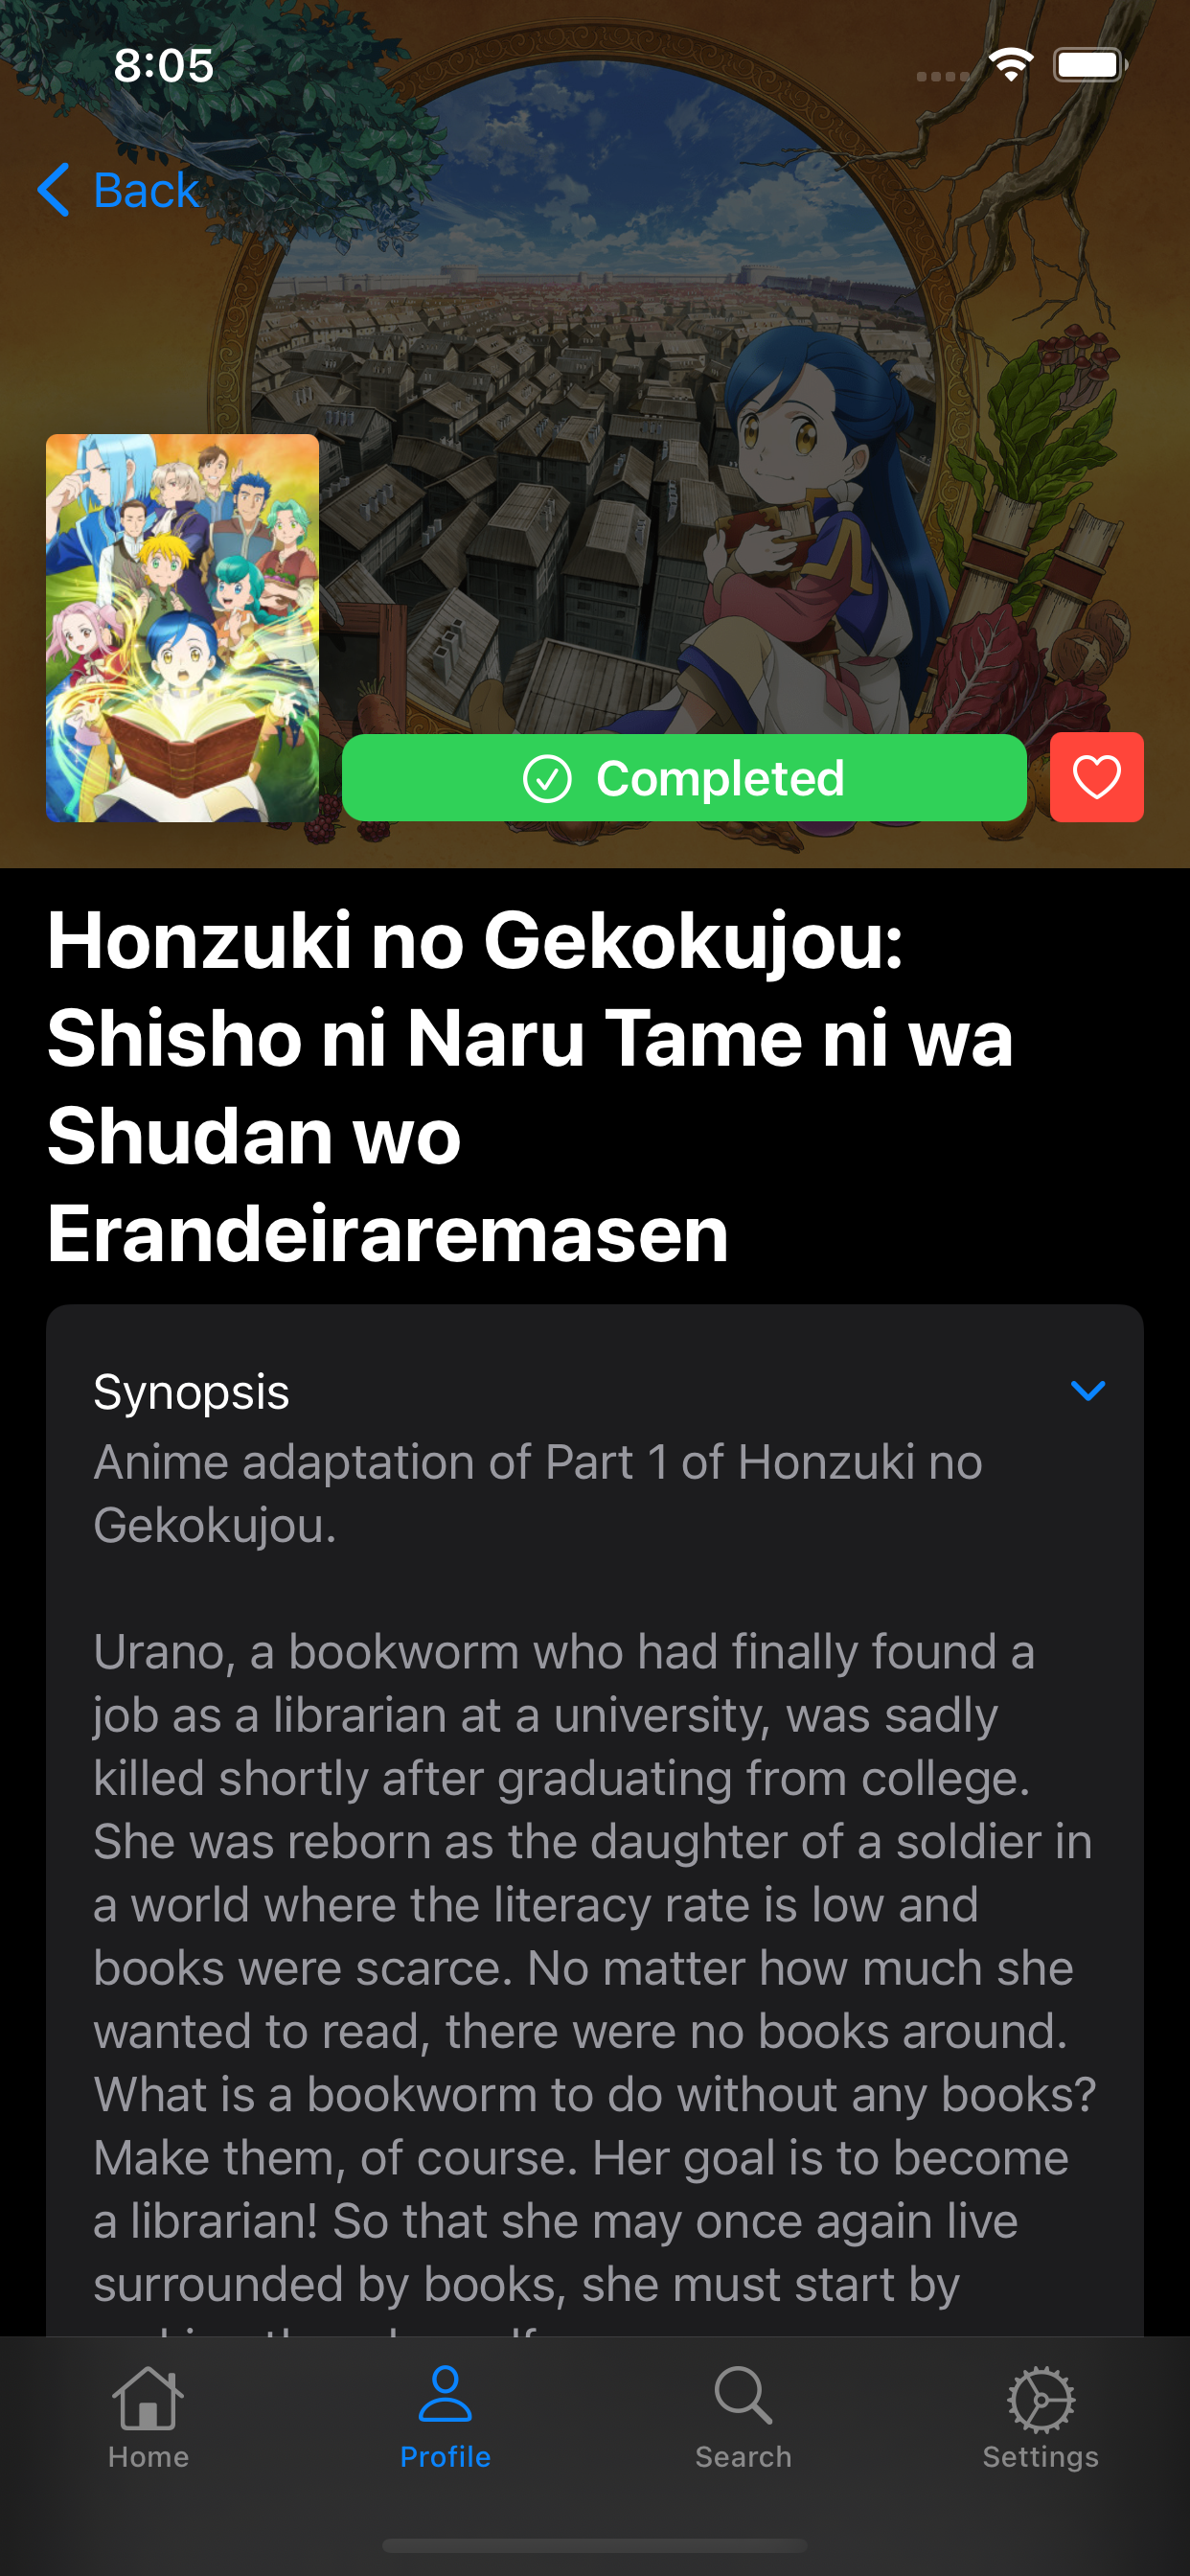 8:05
Back
Completed
Honzuki no Gekokujou:
Shisho ni Naru Tame ni wa
Shudan wo
Erandeiraremasen
Synopsis
Anime adaptation of Part 1 of Honzuki no
Gekokujou.
Urano, a bookworm who had finally found a
job as a librarian at a university, was sadly
killed shortly after graduating from college.
She was reborn as the daughter of a soldier in
a world where the literacy rate is low and
books were scarce. No matter how much she
wanted to read, there were no books around.
What is a bookworm to do without any books?
Make them, of course. Her goal is to become
a librarian! So that she may once again live
surrounded by books, she must start by
Home
Profile
Search
Settings